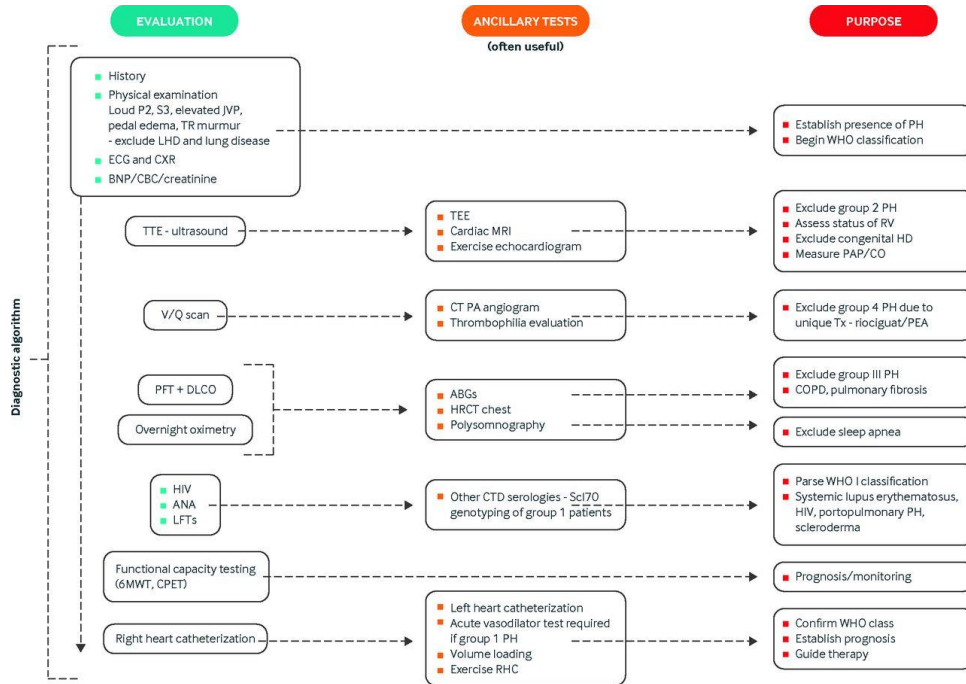 EVALUATION
ANCILLARY TESTS
(often useful)
PURPOSE
Diagnostic algorithm
History
Physical examination
Loud P2, S3, elevated JVP,
pedal edema, TR murmur
- exclude LHD and lung disease
ECG and CXR
BNP/CBC/creatinine
Establish presence of PH
Begin WHO classification
TTE - ultrasound
TEE
Cardiac MRI
Exercise echocardiogram
Exclude group 2 PH
Assess status of RV
Exclude congenital HD
Measure PAP/CO
V/Q scan
CT PA angiogram
Thrombophilia evaluation
Exclude group 4 PH due to
unique Tx - riociguat/PEA
PFT + DLCO
Overnight oximetry
ABGs
HRCT chest
Polysomnography
Exclude group III PH
COPD, pulmonary fibrosis
Exclude sleep apnea
HIV
ANA
LFTs
Other CTD serologies - Scl70
genotyping of group 1 patients
Parse WHO I classification
Systemic lupus erythematosus,
HIV, portopulmonary PH,
scleroderma
Functional capacity testing
(6MWT, CPET)
Prognosis/monitoring
Right heart catheterization
Left heart catheterization
Acute vasodilator test required
if group 1 PH
Volume loading
Exercise RHC
Confirm WHO class
Establish prognosis
Guide therapy